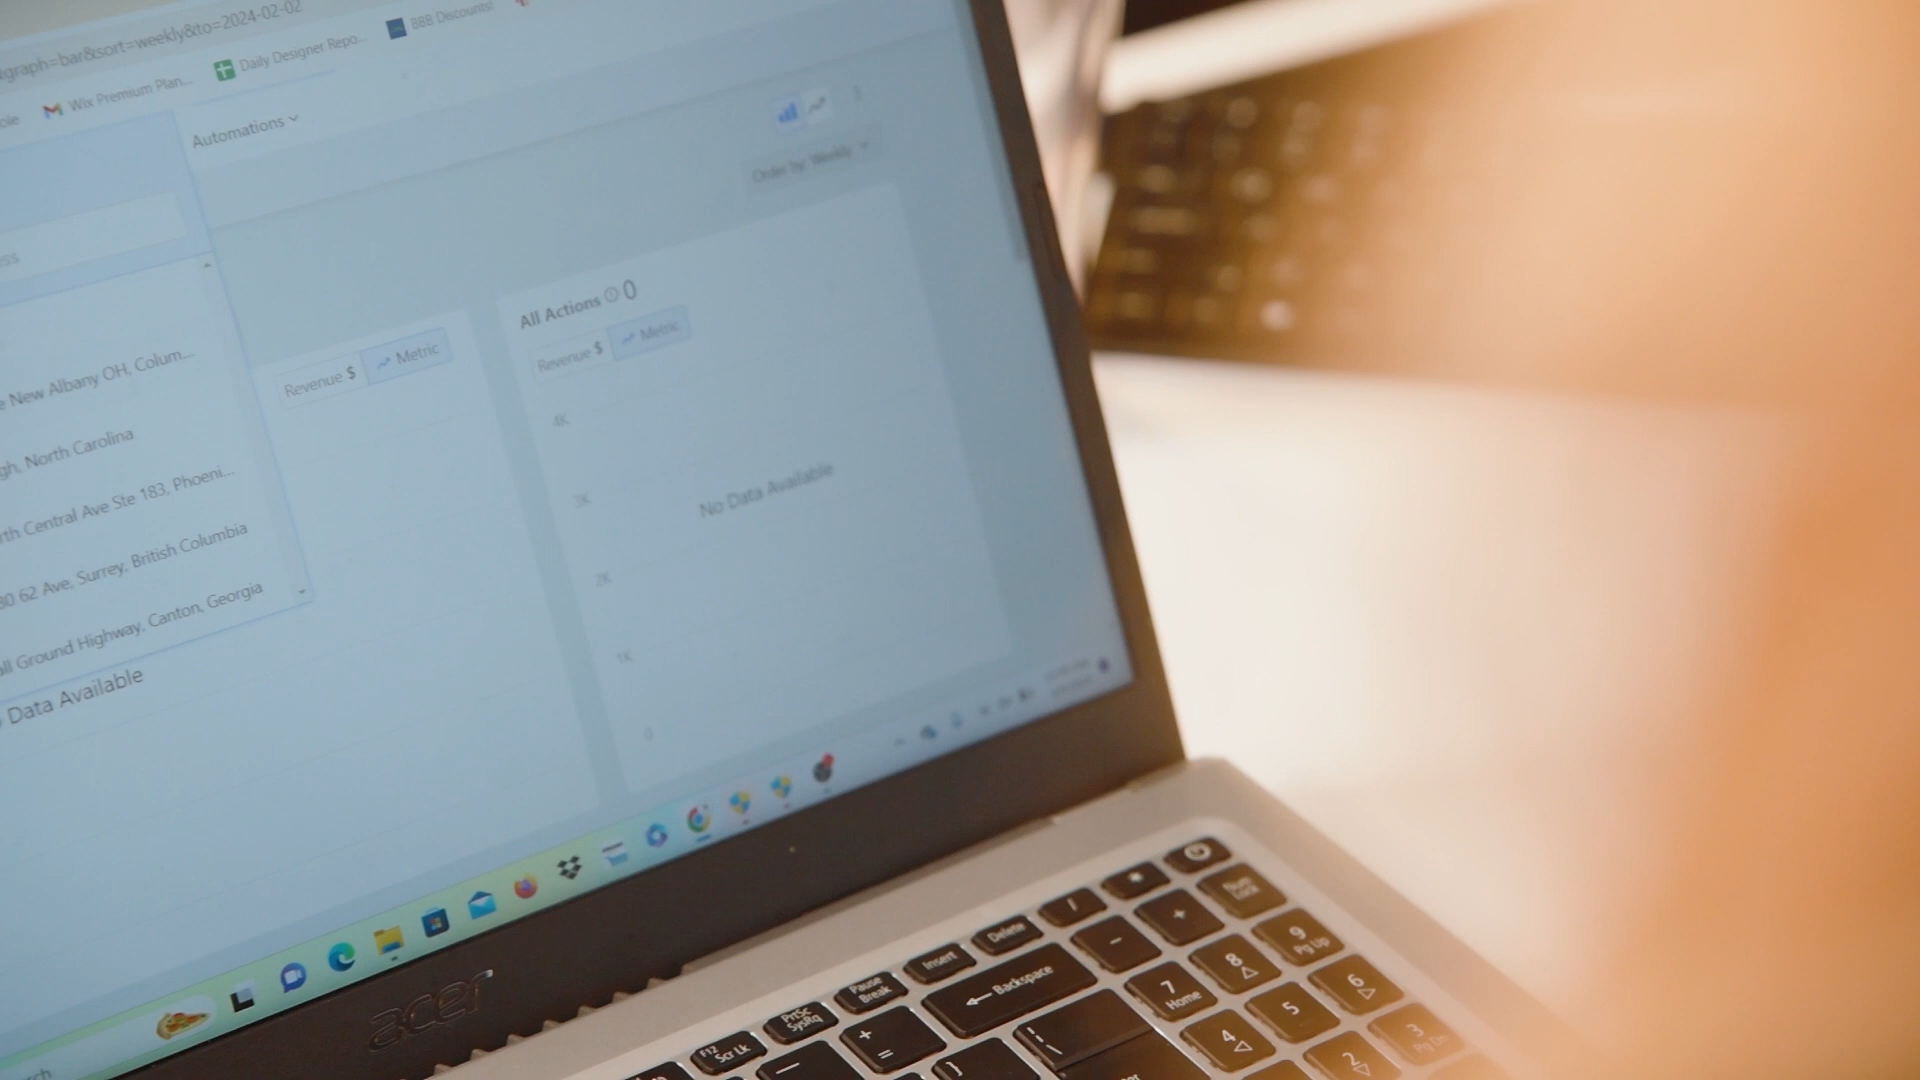 graph=bar&sort=weekly&to=2024-02-02
Wix Premium Plan...
Daily Designer Repo...
BBB Discounts!
Automations
Order by: Weekly
All Actions 0
Revenue $
Metric
Revenue $
Metric
New Albany OH, Colum...
gh, North Carolina
rth Central Ave Ste 183, Phoeni...
30 62 Ave, Surrey, British Columbia
all Ground Highway, Canton, Georgia
Data Available
4K
3K
2K
1K
0
No Data Available
acer
F12
Scr Lk
PrtSc
SysRq
Pause
Break
Insert
Delete
/
*
+
=
Backspace
-
+
Num
Lock
7
Home
8
9
Pg Up
4
5
6
2
3
Pg Dn